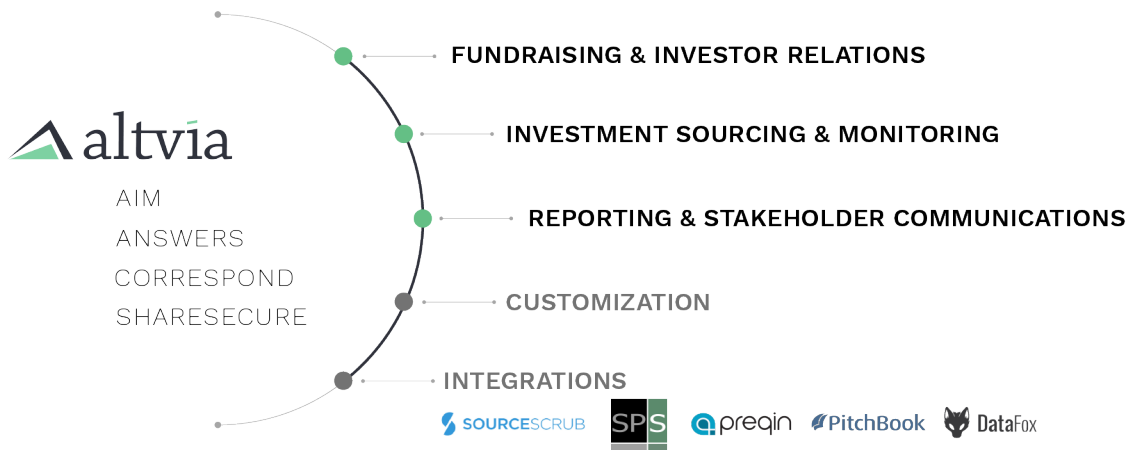 altvia
AIM
ANSWERS
CORRESPOND
SHARESECURE
FUNDRAISING & INVESTOR RELATIONS
INVESTMENT SOURCING & MONITORING
REPORTING & STAKEHOLDER COMMUNICATIONS
CUSTOMIZATION
INTEGRATIONS
SOURCESCRUB SPS preqin PitchBook DataFox